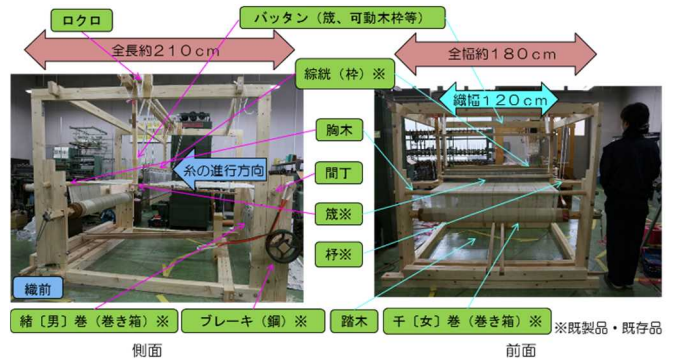 ロクロ
バッタン（筬、可動木枠等）
全長約２１０ｃｍ
全幅約１８０ｃｍ
綜絖（枠）※
織幅１２０ｃｍ
胸木
糸の進行方向
間丁
筬※
杼※
織前
緒〔男〕巻（巻き箱）※
ブレーキ（鋼）※
踏木
千〔女〕巻（巻き箱）※
※既製品・既存品
側面
前面